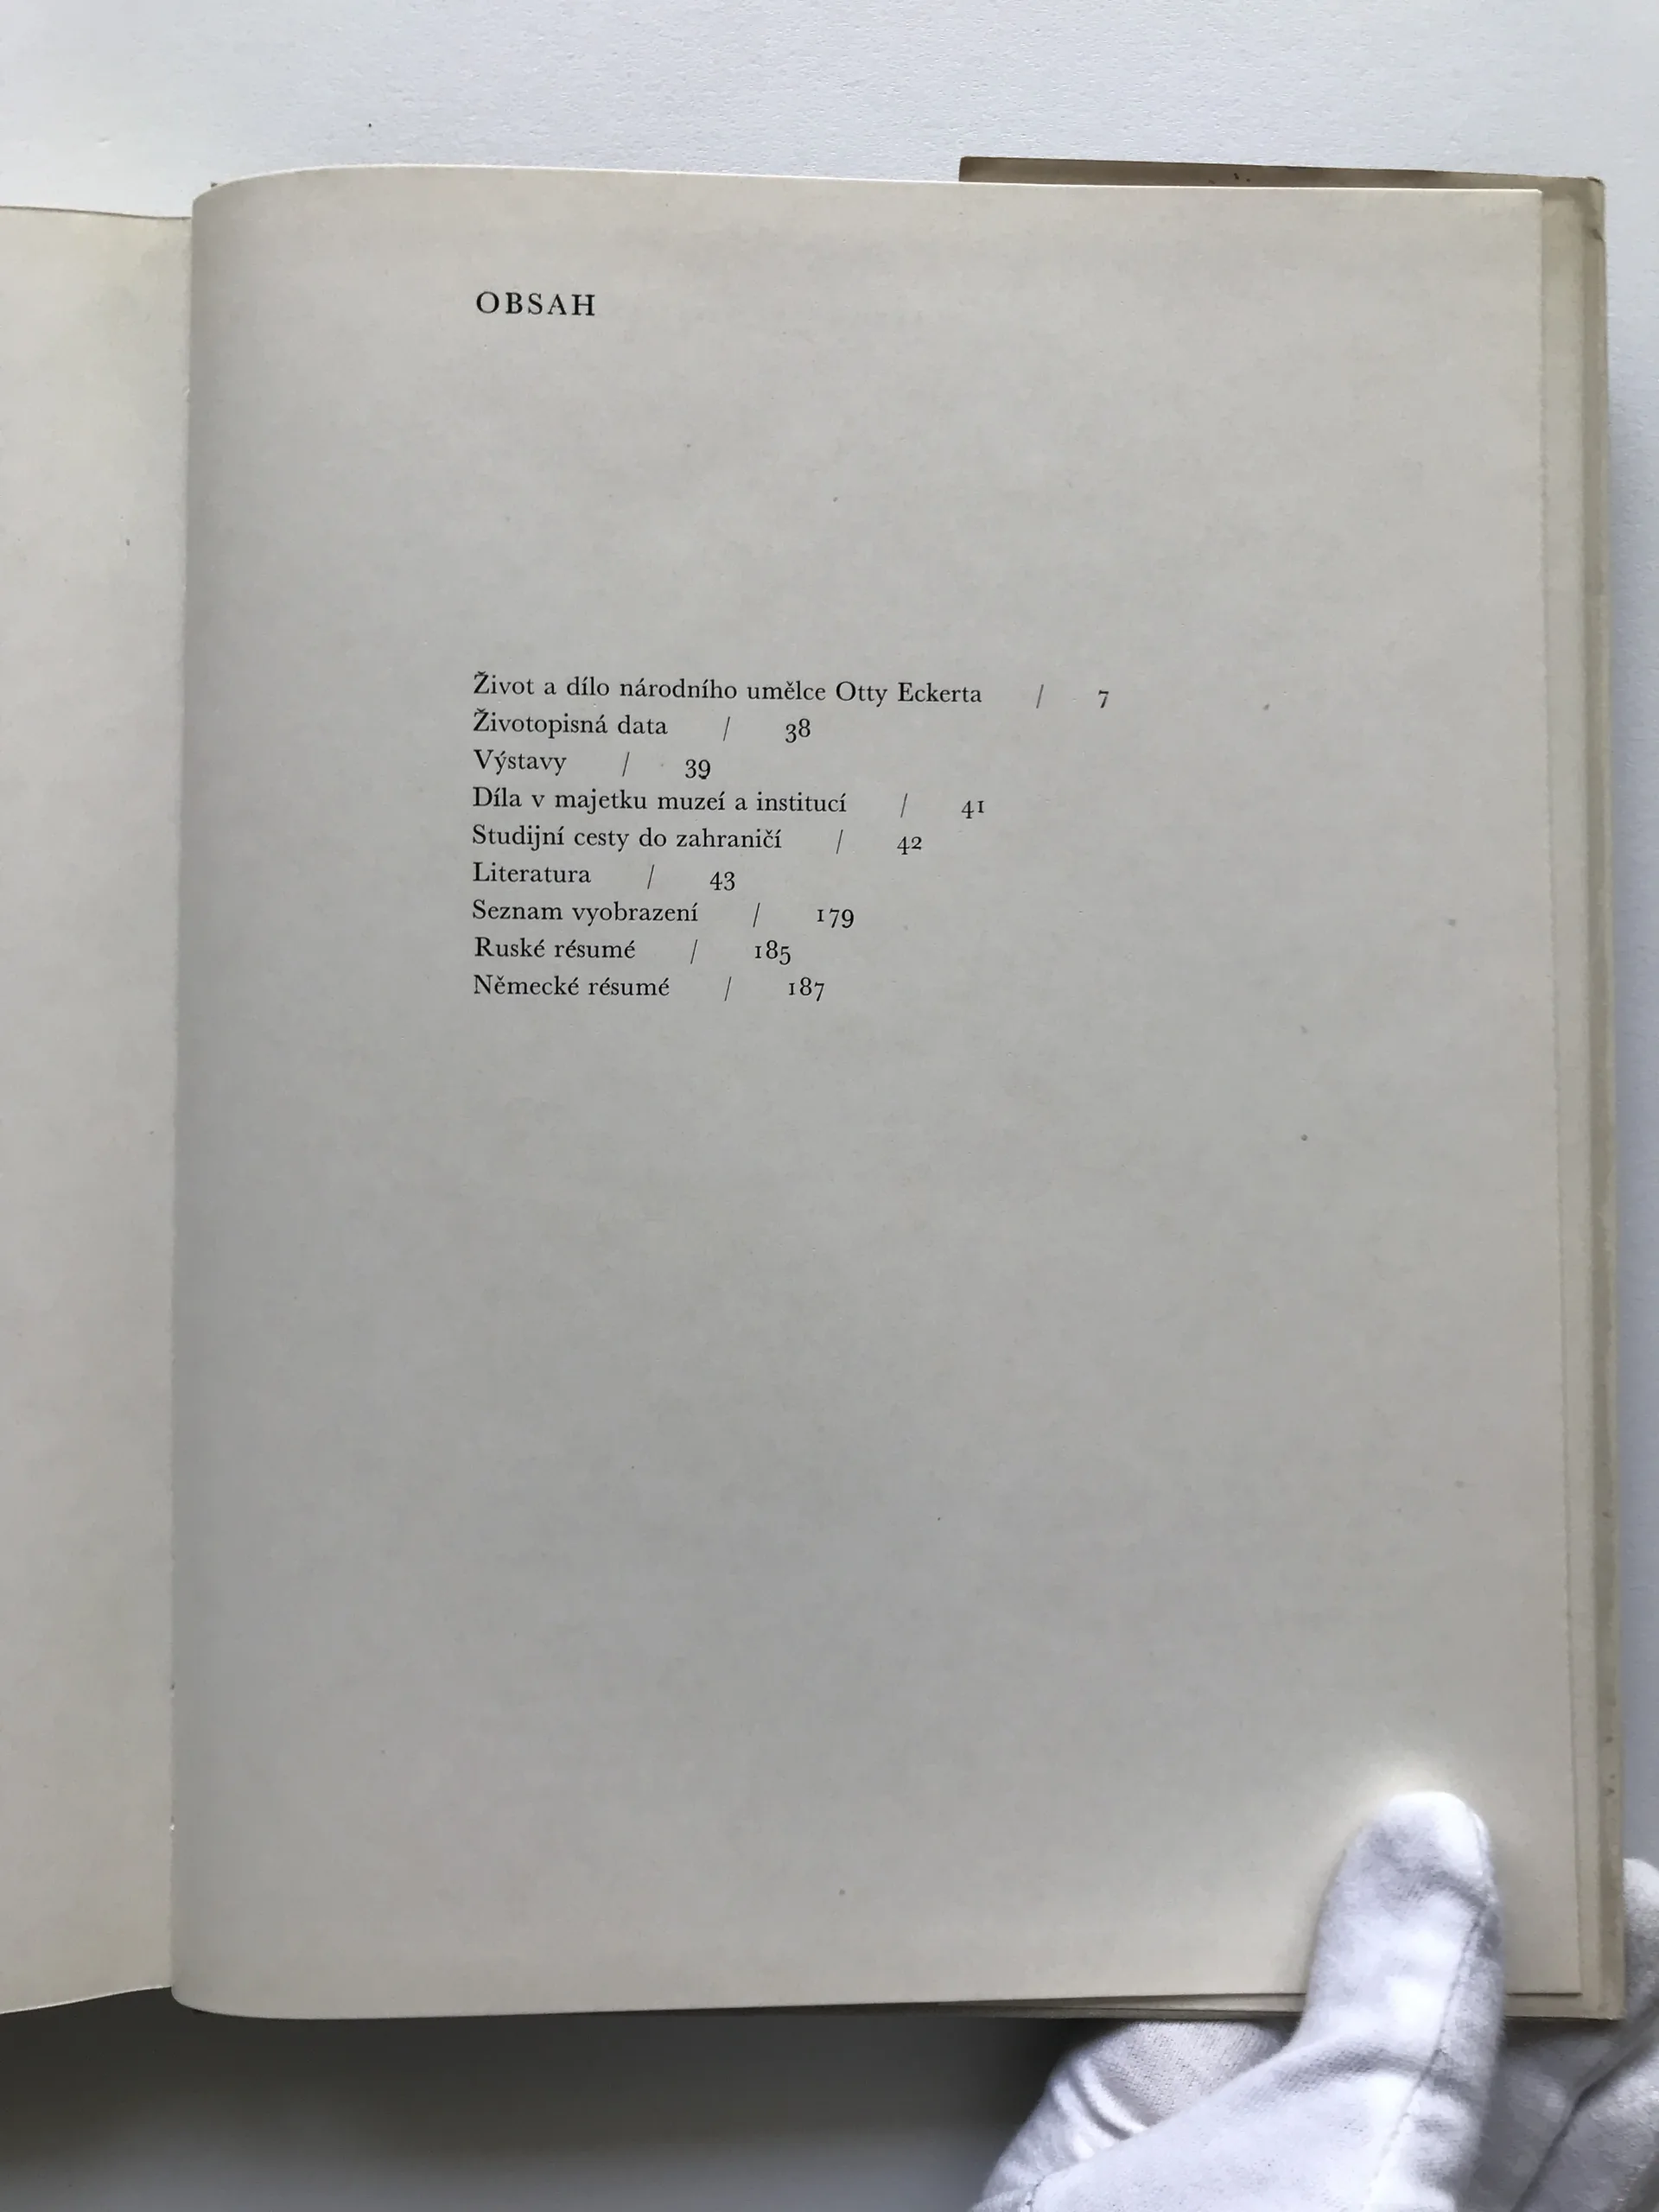 OBSAH
Život a dílo národního umělce Otty Eckerta / 7
Životopisná data / 38
Výstavy / 39
Díla v majetku muzeí a institucí / 41
Studijní cesty do zahraničí / 42
Literatura / 43
Seznam vyobrazení / 179
Ruské résumé / 185
Německé résumé / 187